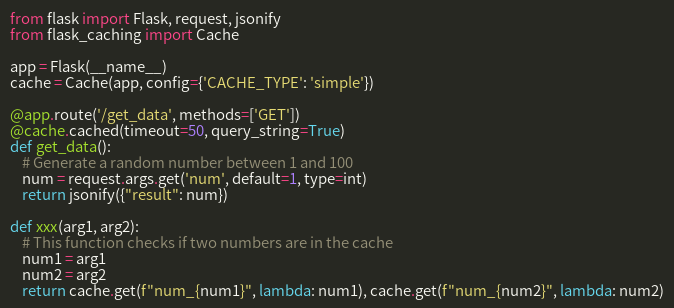 from flask import Flask, request, jsonify
from flask_caching import Cache

app = Flask(__name__)
cache = Cache(app, config={'CACHE_TYPE': 'simple'})

@app.route('/get_data', methods=['GET'])
@cache.cached(timeout=50, query_string=True)
def get_data():
    # Generate a random number between 1 and 100
    num = request.args.get('num', default=1, type=int)
    return jsonify({"result": num})

def xxx(arg1, arg2):
    # This function checks if two numbers are in the cache
    num1 = arg1
    num2 = arg2
    return cache.get(f"num_{num1}", lambda: num1), cache.get(f"num_{num2}", lambda: num2)